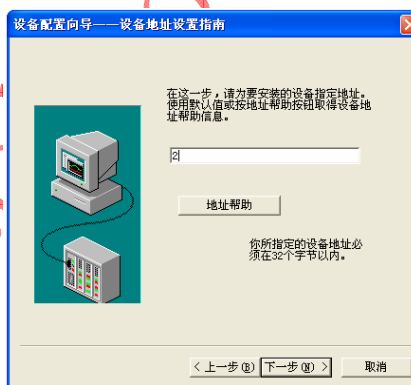 设备配置向导——设备地址设置指南
在这一步，请为要安装的设备指定地址。
使用默认值或按地址帮助按钮取得设备地
址帮助信息。
2
地址帮助
你所指定的设备地址必
须在32个字节以内。
< 上一步(B) 下一步(N) > 取消